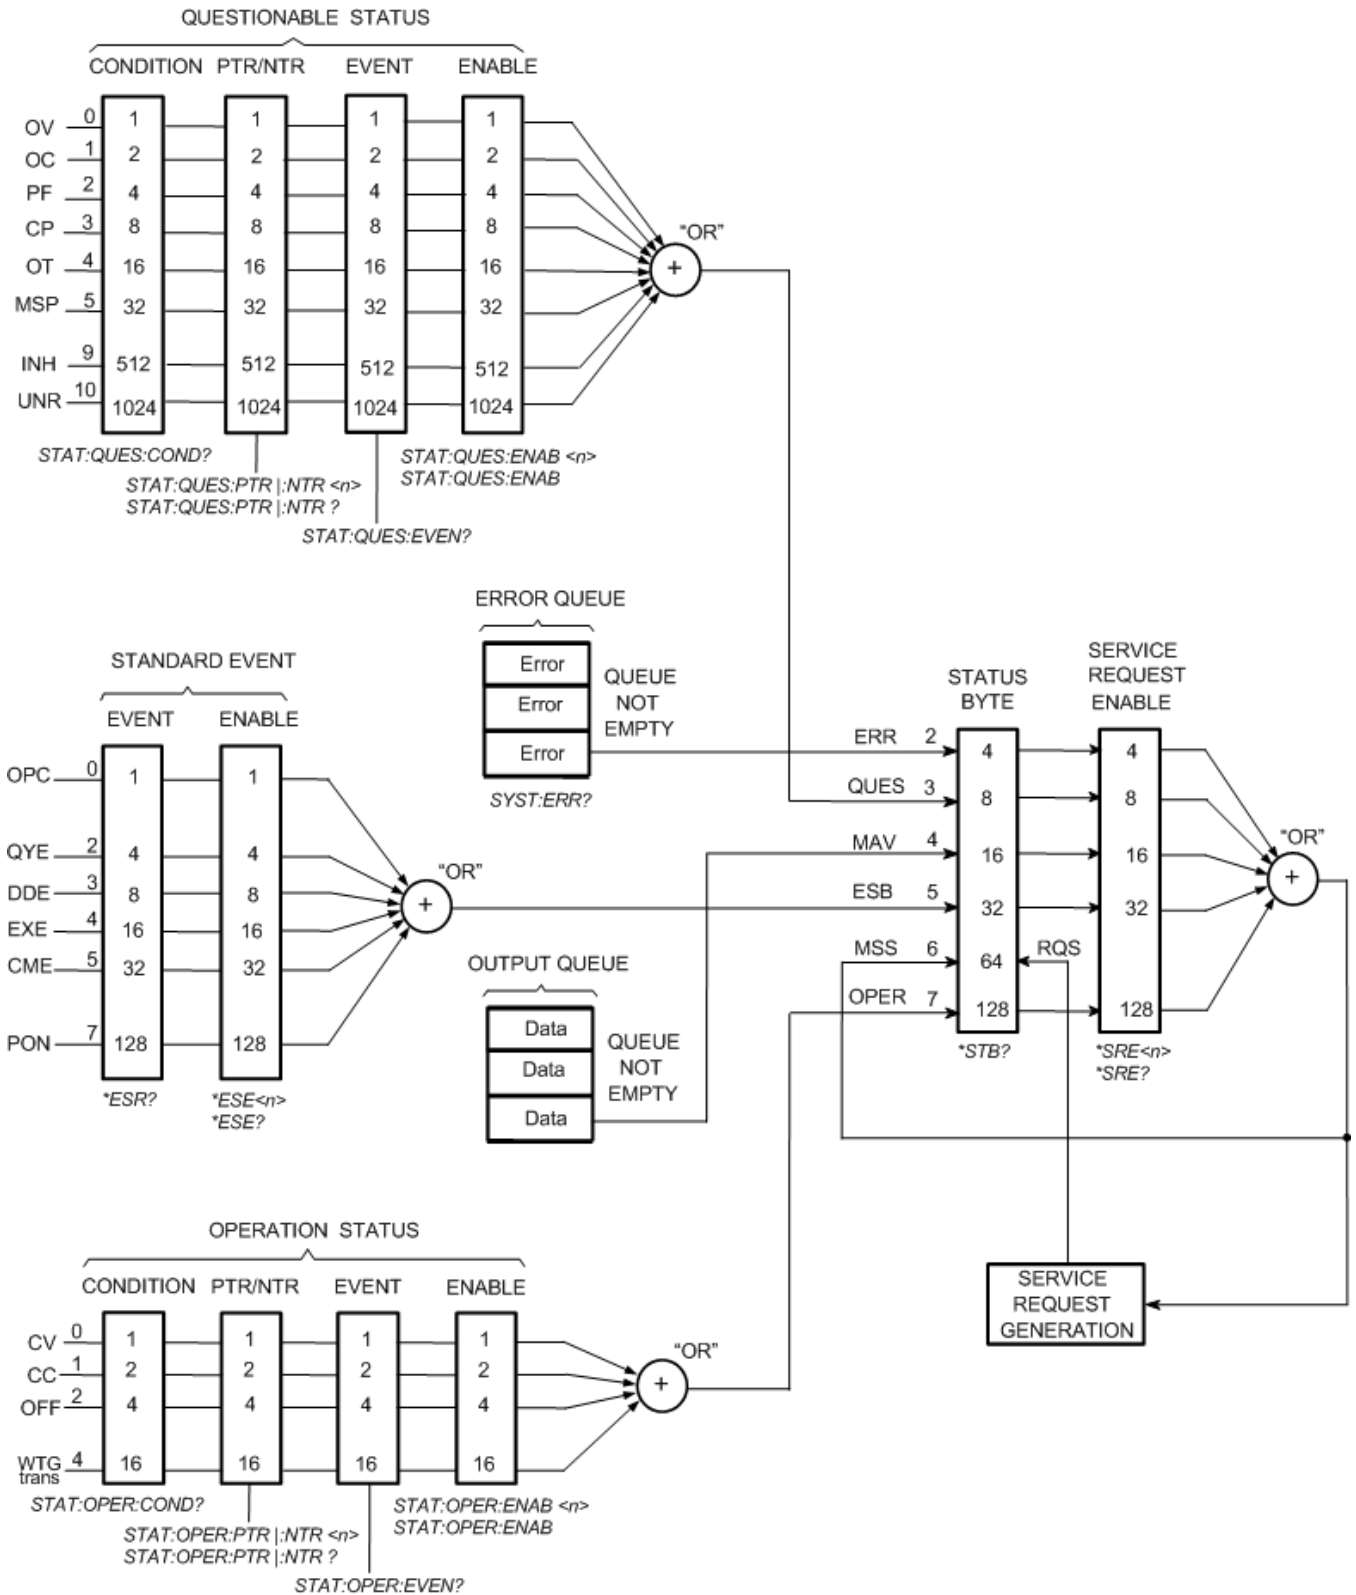 QUESTIONABLE STATUS
CONDITION PTR/NTR EVENT ENABLE
OV 0 1 1 1 1
OC 1 2 2 2 2
PF 2 4 4 4 4
CP 3 8 8 8 8
"OR"
OT 4 16 16 16 16 +
MSP 5 32 32 32 32
INH 9 512 512 512 512
UNR 10 1024 1024 1024 1024
STAT:QUES:COND?
STAT:QUES:PTR |:NTR <n>
STAT:QUES:PTR |:NTR ?
STAT:QUES:EVEN?
STAT:QUES:ENAB <n>
STAT:QUES:ENAB
ERROR QUEUE
Error
Error
Error
QUEUE
NOT
EMPTY
SYST:ERR?
STANDARD EVENT
EVENT ENABLE
OPC 0 1 1
QYE 2 4 4
DDE 3 8 8
EXE 4 16 16
CME 5 32 32
PON 7 128 128
"OR"
+
*ESR?
*ESE<n>
*ESE?
OUTPUT QUEUE
Data
Data
Data
QUEUE
NOT
EMPTY
STATUS
BYTE
SERVICE
REQUEST
ENABLE
ERR 2 4 4
QUES 3 8 8
MAV 4 16 16
ESB 5 32 32
MSS 6 64 RQS
OPER 7 128 128
"OR"
+
*STB?
*SRE<n>
*SRE?
SERVICE
REQUEST
GENERATION
OPERATION STATUS
CONDITION PTR/NTR EVENT ENABLE
CV 0 1 1 1 1
CC 1 2 2 2 2
OFF 2 4 4 4 4
WTG 4 16 16 16 16
trans
"OR"
+
STAT:OPER:COND?
STAT:OPER:PTR |:NTR <n>
STAT:OPER:PTR |:NTR ?
STAT:OPER:EVEN?
STAT:OPER:ENAB <n>
STAT:OPER:ENAB